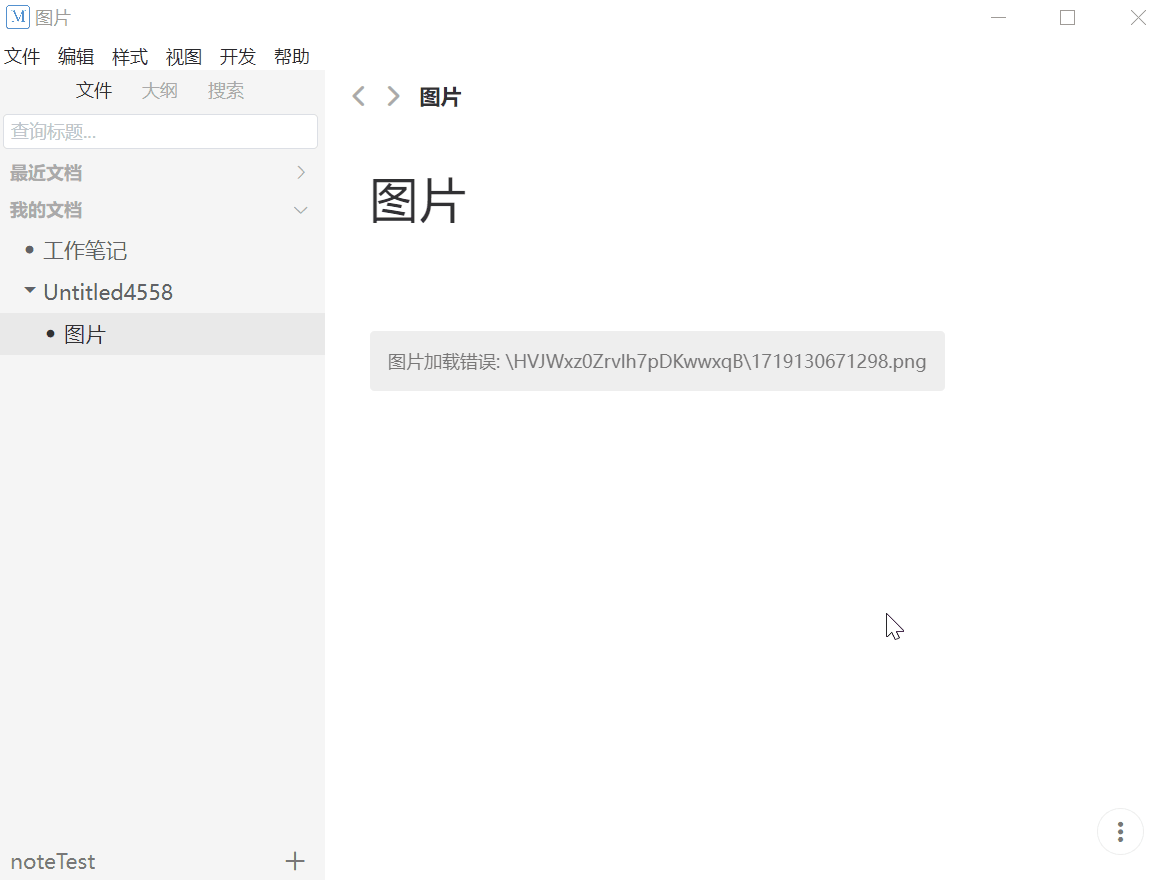 M 图片
文件 编辑 样式 视图 开发 帮助
文件 大纲 搜索
查询标题...
最近文档
我的文档
工作笔记
Untitled4558
图片
noteTest
图片
图片
图片加载错误: \HVJWxz0ZrvIh7pDKwwxqB\1719130671298.png